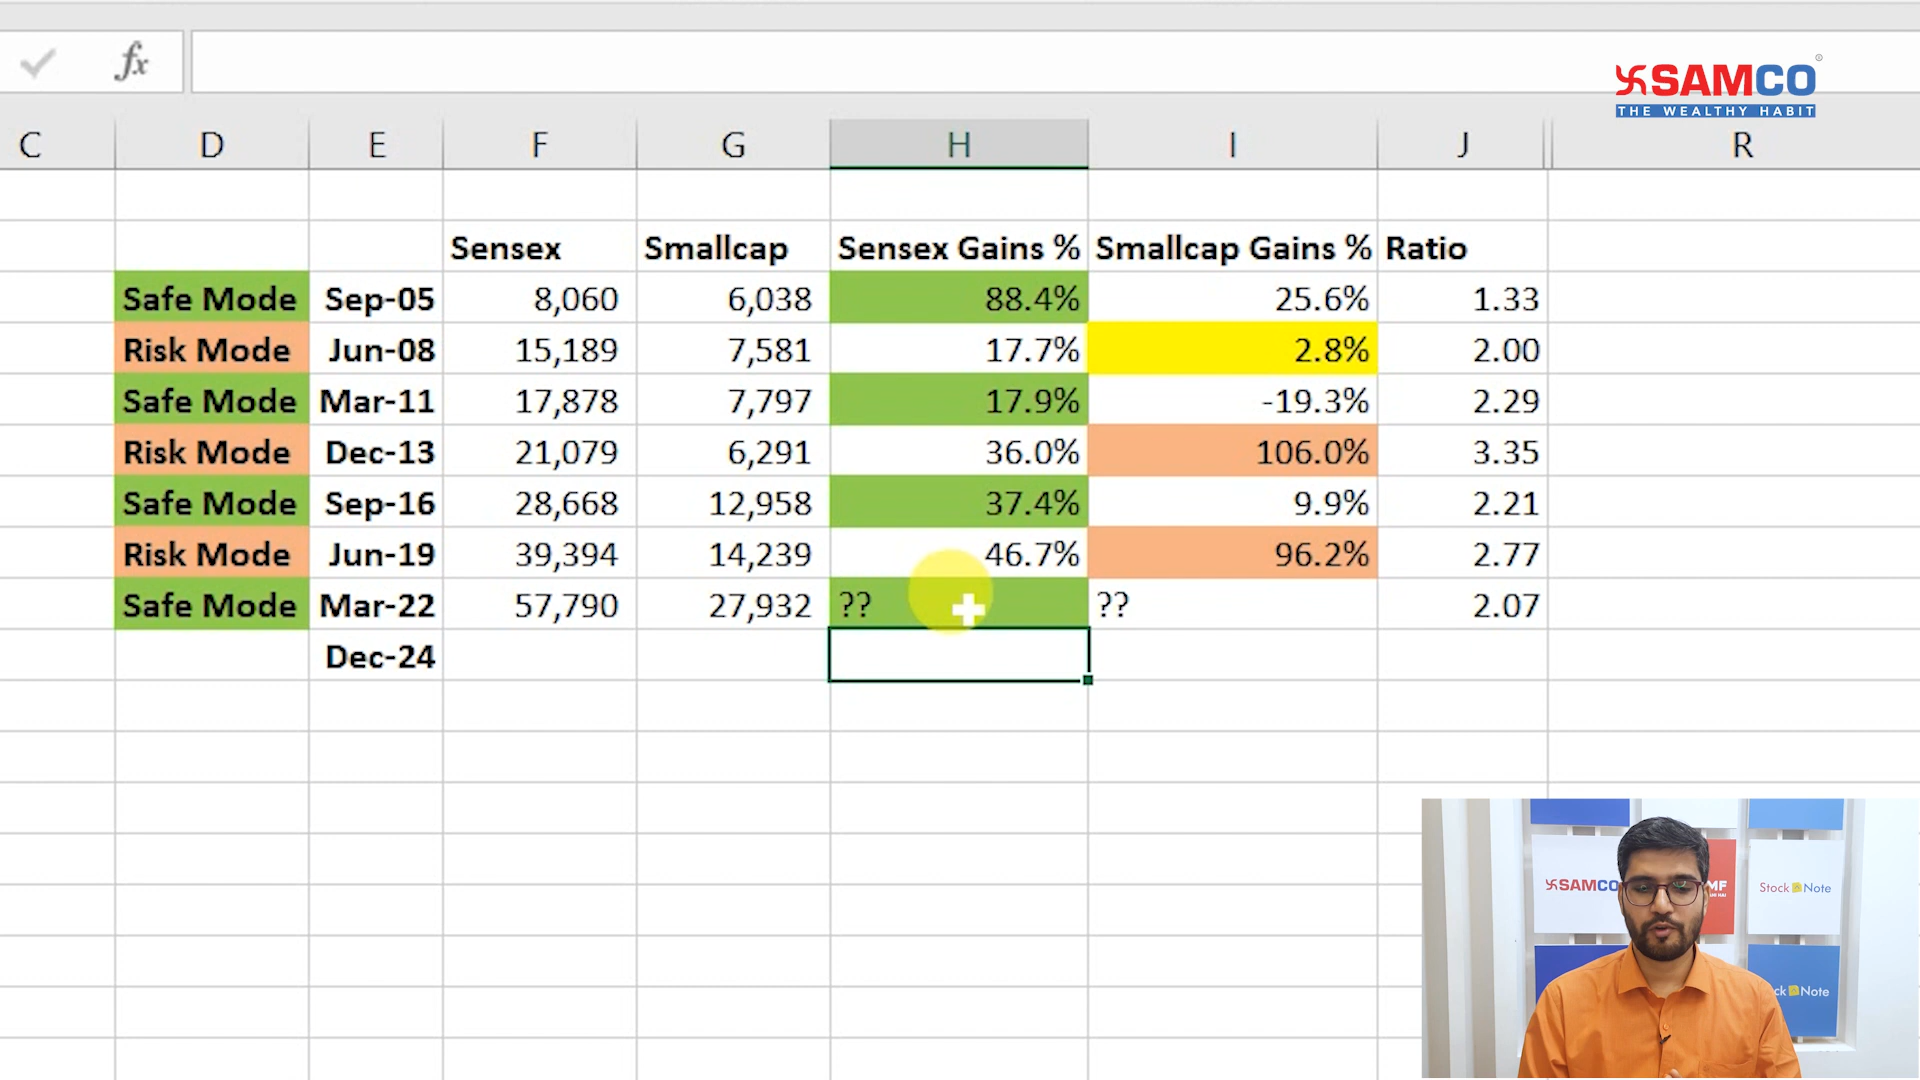 fx
SAMCO
THE WEALTHY HABIT
C D E F G H I J R
Sensex Smallcap Sensex Gains % Smallcap Gains % Ratio
Safe Mode Sep-05 8,060 6,038 88.4% 25.6% 1.33
Risk Mode Jun-08 15,189 7,581 17.7% 2.8% 2.00
Safe Mode Mar-11 17,878 7,797 17.9% -19.3% 2.29
Risk Mode Dec-13 21,079 6,291 36.0% 106.0% 3.35
Safe Mode Sep-16 28,668 12,958 37.4% 9.9% 2.21
Risk Mode Jun-19 39,394 14,239 46.7% 96.2% 2.77
Safe Mode Mar-22 57,790 27,932 ?? ?? 2.07
Dec-24
SAMCO
MF
Stock Note
ck Note